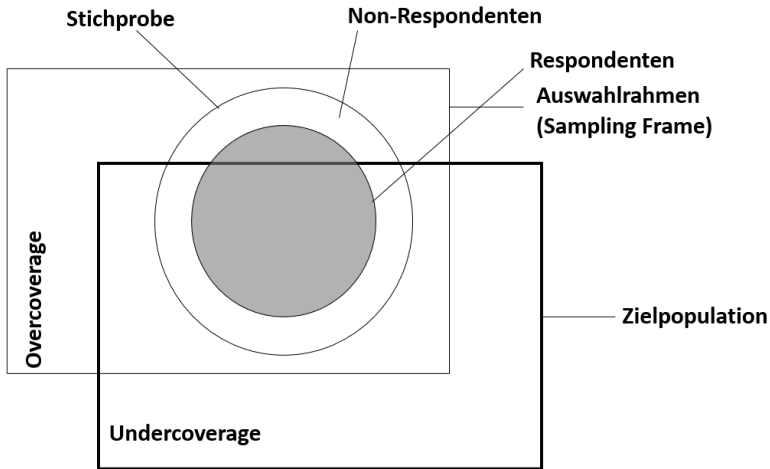 Stichprobe
Non-Respondenten
Respondenten
Auswahlrahmen
(Sampling Frame)
Overcoverage
Zielpopulation
Undercoverage